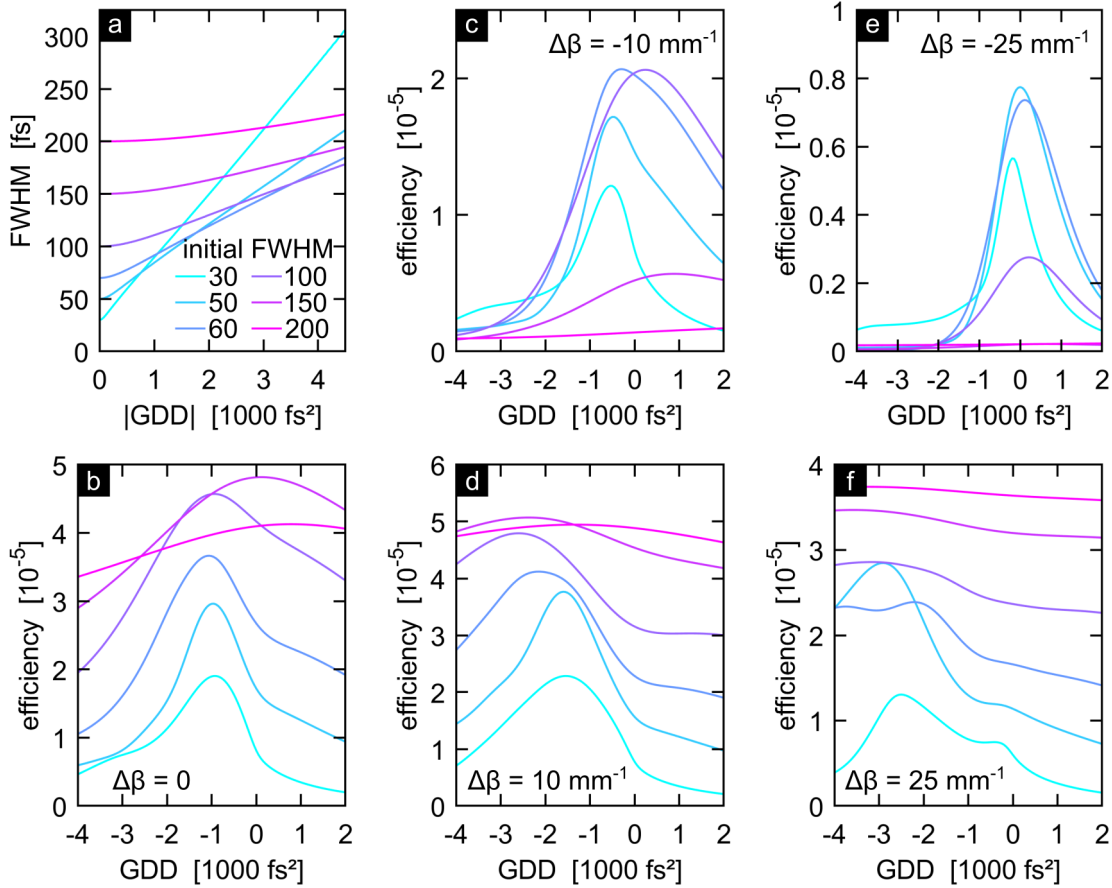 a
300
250
200
150
100
50
0
FWHM [fs]
initial FWHM
30 100
50 150
60 200
0 1 2 3 4
|GDD| [1000 fs²]
c
Δβ = -10 mm⁻¹
2
1
0
efficiency [10⁻⁵]
-4 -3 -2 -1 0 1 2
GDD [1000 fs²]
e
Δβ = -25 mm⁻¹
1
0.8
0.6
0.4
0.2
0
efficiency [10⁻⁵]
-4 -3 -2 -1 0 1 2
GDD [1000 fs²]
b
5
4
3
2
1
0
efficiency [10⁻⁵]
Δβ = 0
-4 -3 -2 -1 0 1 2
GDD [1000 fs²]
d
6
5
4
3
2
1
0
efficiency [10⁻⁵]
Δβ = 10 mm⁻¹
-4 -3 -2 -1 0 1 2
GDD [1000 fs²]
f
4
3
2
1
0
efficiency [10⁻⁵]
Δβ = 25 mm⁻¹
-4 -3 -2 -1 0 1 2
GDD [1000 fs²]